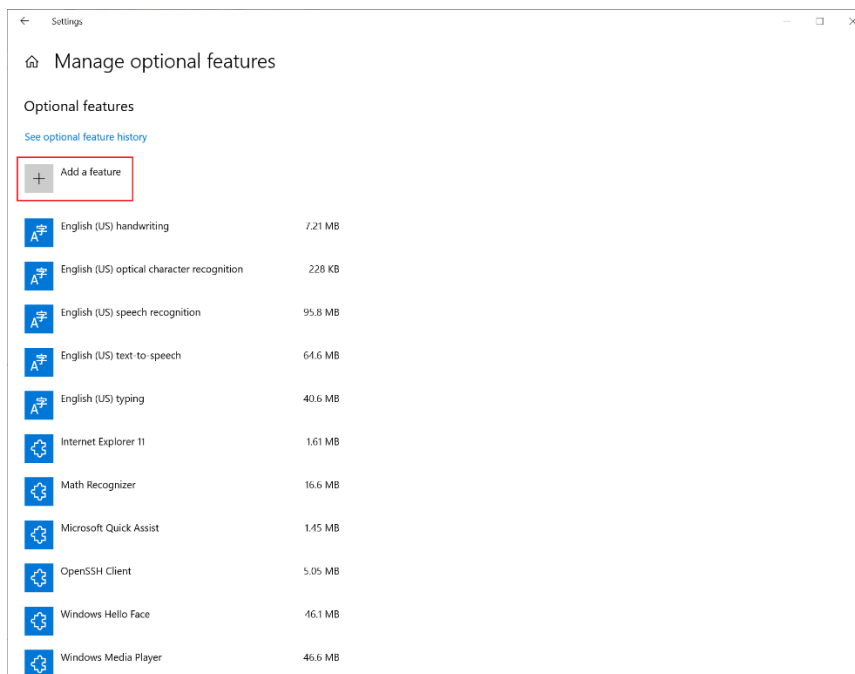 Settings
Manage optional features
Optional features
See optional feature history
Add a feature
English (US) handwriting 7.21 MB
English (US) optical character recognition 228 KB
English (US) speech recognition 95.8 MB
English (US) text-to-speech 64.6 MB
English (US) typing 40.6 MB
Internet Explorer 11 1.61 MB
Math Recognizer 16.6 MB
Microsoft Quick Assist 1.45 MB
OpenSSH Client 5.05 MB
Windows Hello Face 46.1 MB
Windows Media Player 46.6 MB